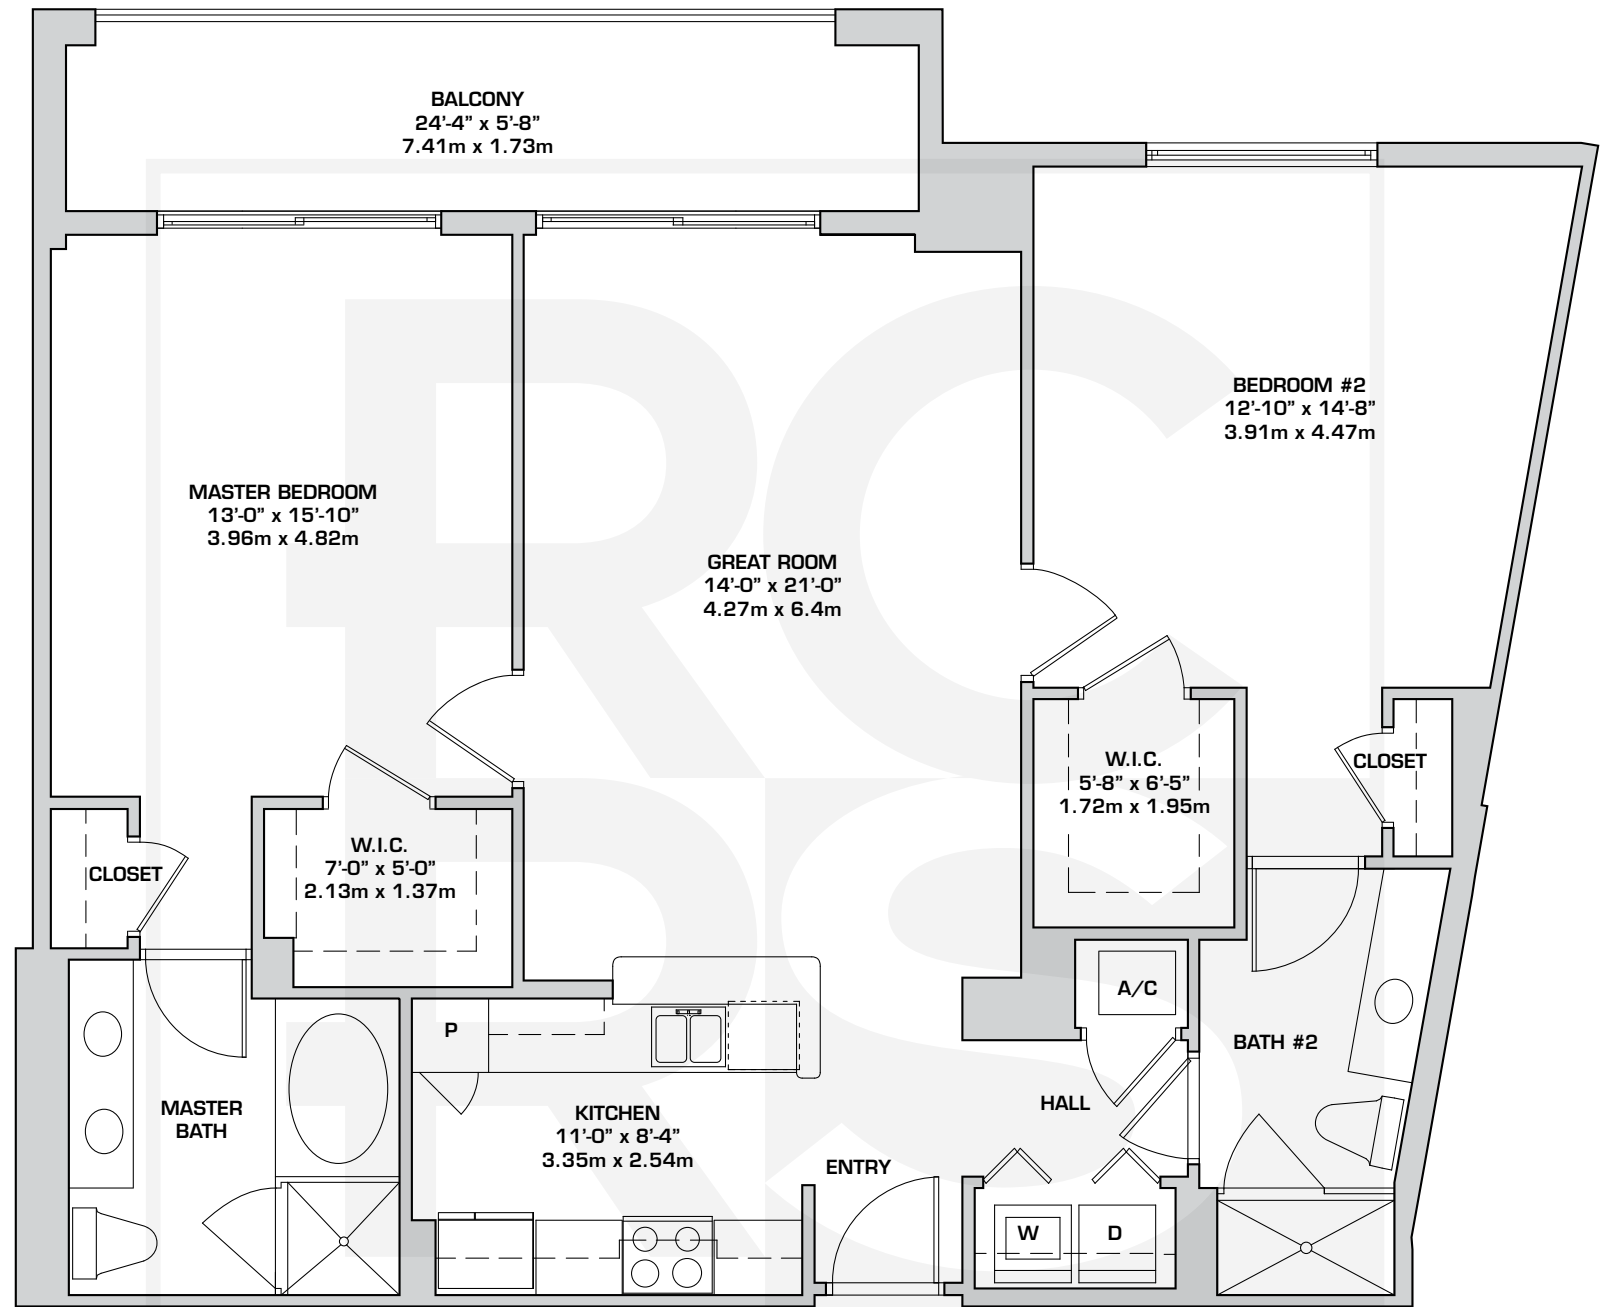 BALCONY
24’-4” x 5’-8”
7.41m x 1.73m
BEDROOM #2
12’-10” x 14’-8”
3.91m x 4.47m
MASTER BEDROOM
13’-0” x 15’-10”
3.96m x 4.82m
GREAT ROOM
14’-0” x 21’-0”
4.27m x 6.4m
W.I.C.
5’-8” x 6’-5”
1.72m x 1.95m
CLOSET
CLOSET
W.I.C.
7’-0” x 5’-0”
2.13m x 1.37m
A/C
P
BATH #2
MASTER
BATH
KITCHEN
11’-0” x 8’-4”
3.35m x 2.54m
HALL
ENTRY
W
D
RC
RS